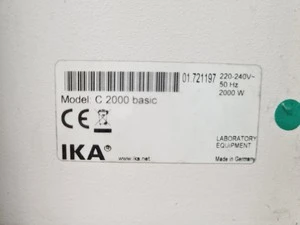 01.721197
220-240V~
50 Hz
2000 W
Model: C 2000 basic
CE
IKA®
www.ika.net
LABORATORY
EQUIPMENT
Made in Germany